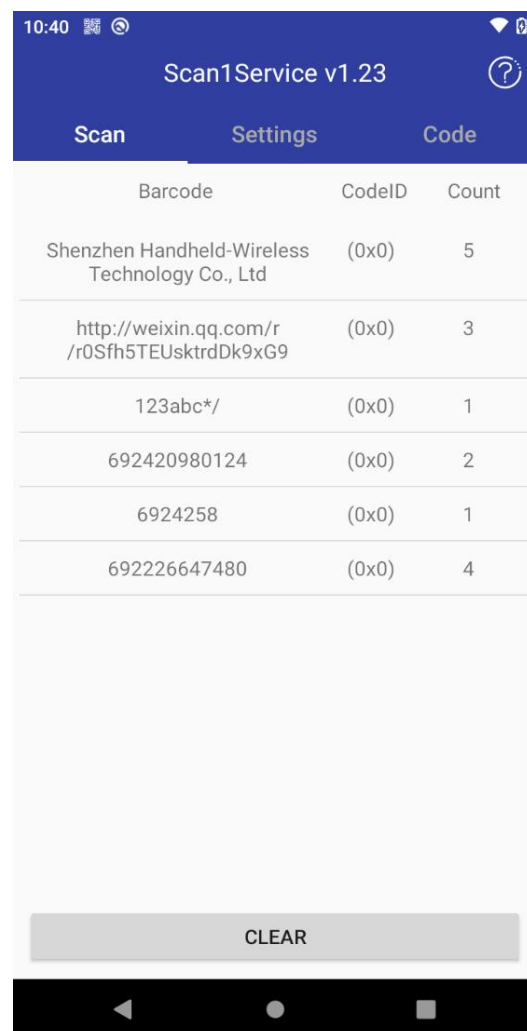 10:40
Scan1Service v1.23
Scan Settings Code
Barcode CodeID Count
Shenzhen Handheld-Wireless (0x0) 5
Technology Co., Ltd
http://weixin.qq.com/r (0x0) 3
/r0Sfh5TEUsktrdDk9xG9
123abc*/ (0x0) 1
692420980124 (0x0) 2
6924258 (0x0) 1
692226647480 (0x0) 4
CLEAR